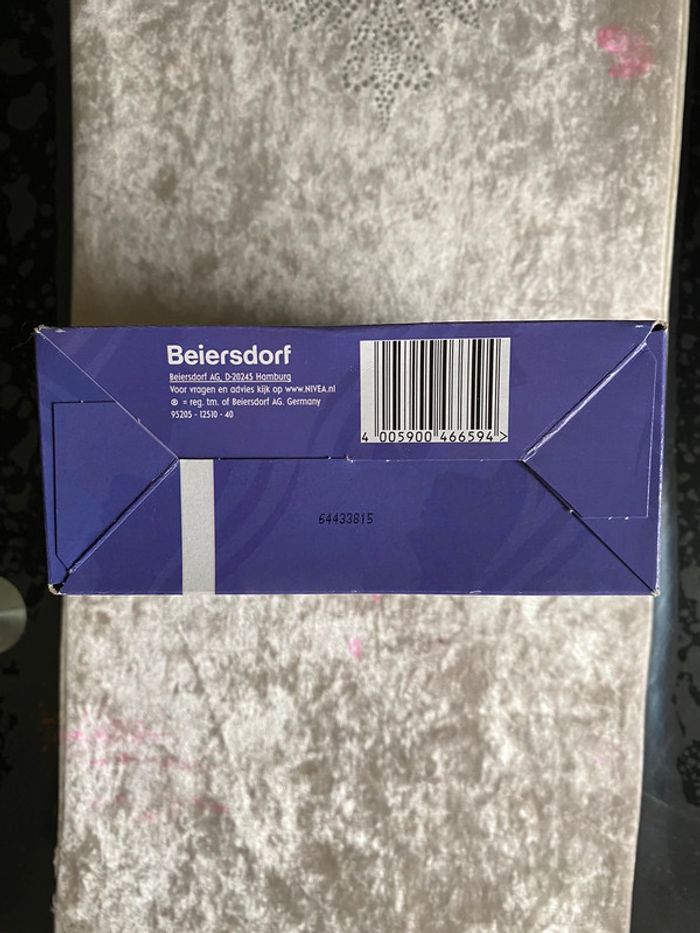 Beiersdorf
Beiersdorf AG, D-20245 Hamburg
Voor vragen en advies kijk op www.NIVEA.nl
® = reg. tm. of Beiersdorf AG. Germany
95205 - 12510 - 40
4 005900 466594 >
64433815